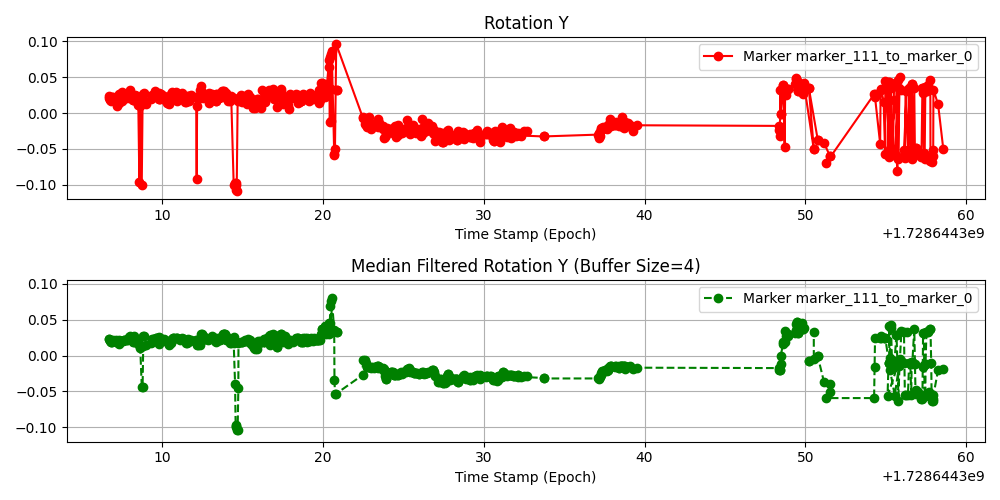 Rotation Y
0.10
0.05
0.00
−0.05
−0.10
Marker marker_111_to_marker_0
10 20 30 40 50 60
Time Stamp (Epoch)
+1.7286443e9
Median Filtered Rotation Y (Buffer Size=4)
0.10
0.05
0.00
−0.05
−0.10
Marker marker_111_to_marker_0
10 20 30 40 50 60
Time Stamp (Epoch)
+1.7286443e9